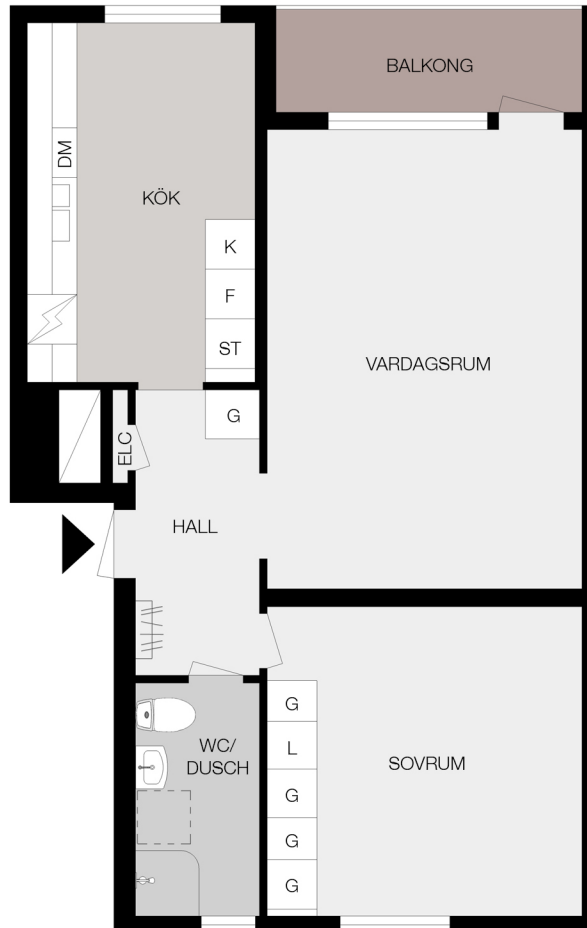 BALKONG
DM
KÖK
K
F
ST
VARDAGSRUM
G
ELC
HALL
G
L
WC/
DUSCH
SOVRUM
G
G
G